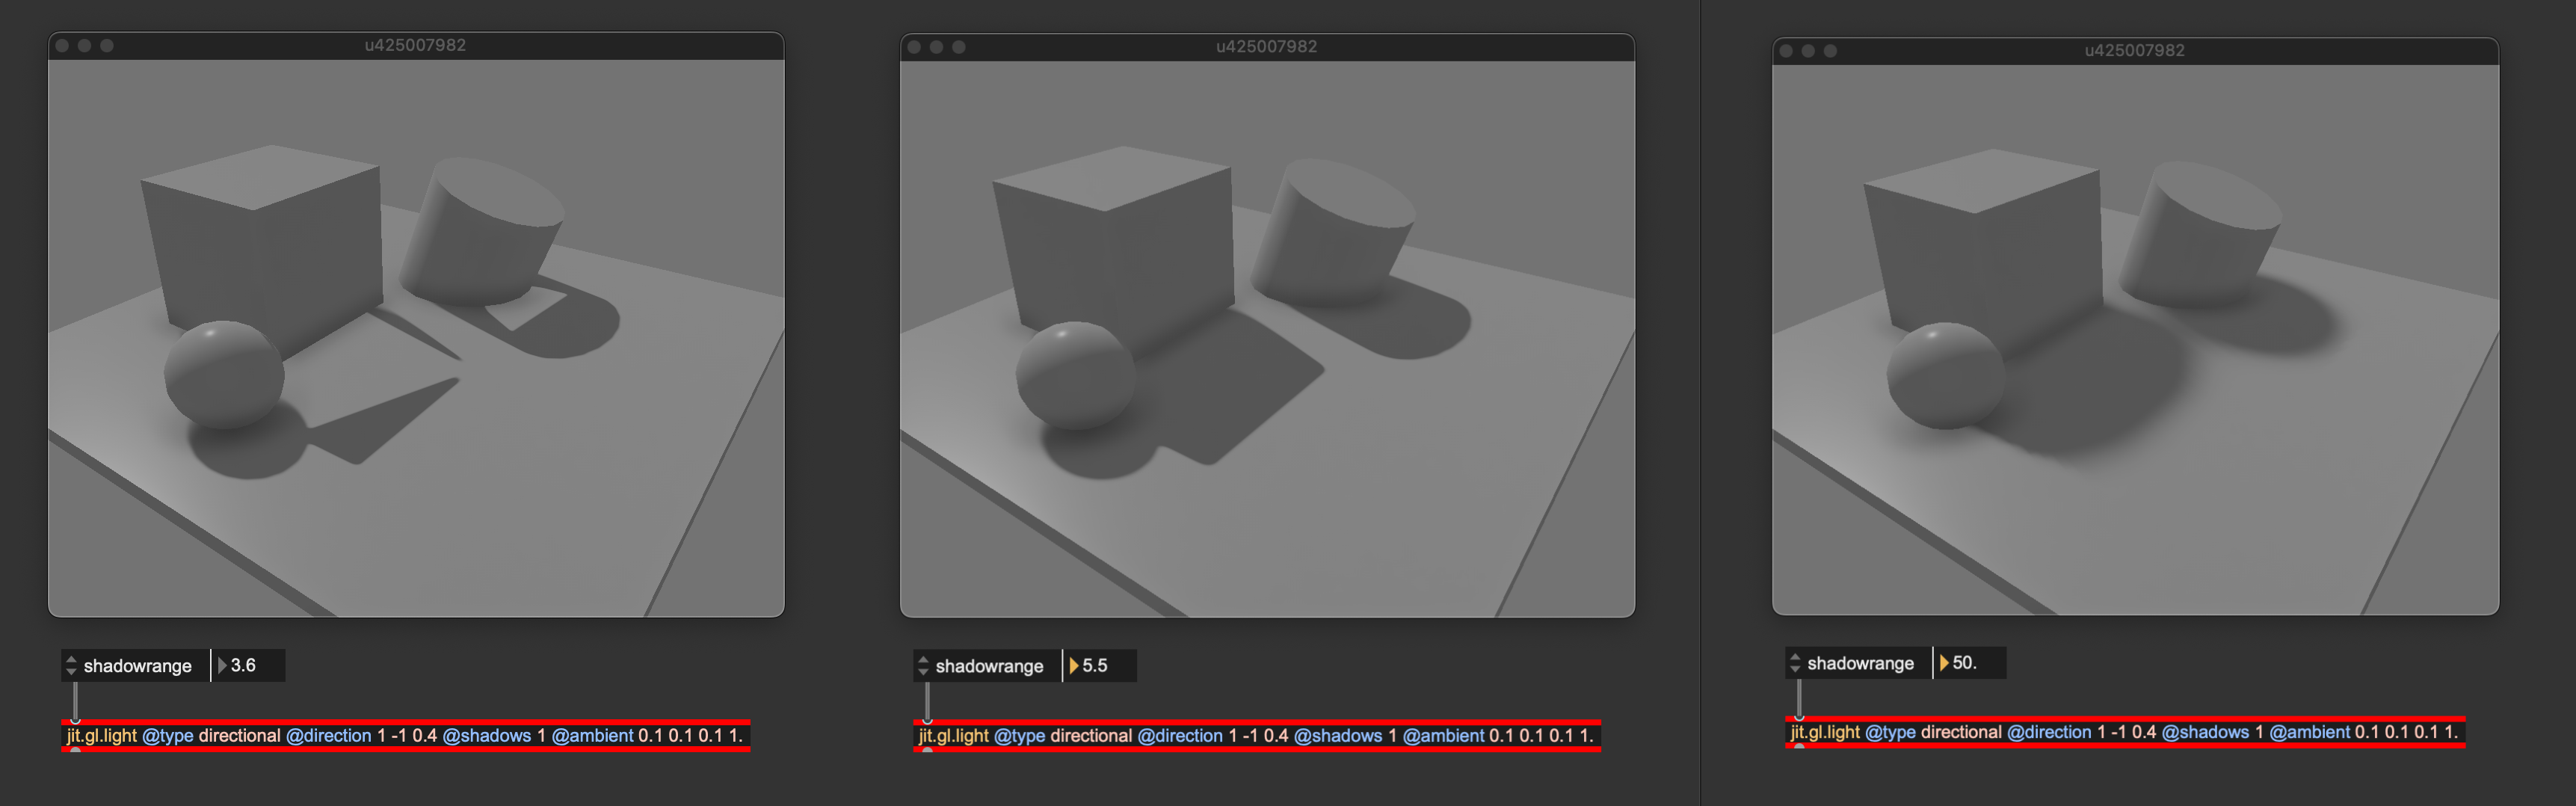 u425007982
u425007982
u425007982
shadowrange 3.6
shadowrange 5.5
shadowrange 50.
jit.gl.light @type directional @direction 1 -1 0.4 @shadows 1 @ambient 0.1 0.1 0.1 1.
jit.gl.light @type directional @direction 1 -1 0.4 @shadows 1 @ambient 0.1 0.1 0.1 1.
jit.gl.light @type directional @direction 1 -1 0.4 @shadows 1 @ambient 0.1 0.1 0.1 1.